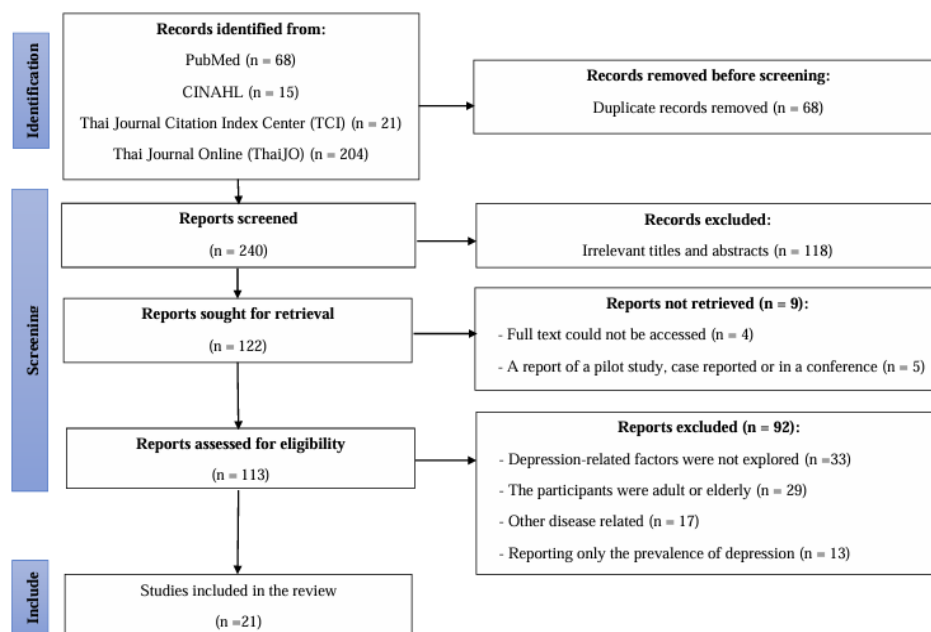 Identification
Records identified from:
PubMed (n = 68)
CINAHL (n = 15)
Thai Journal Citation Index Center (TCI) (n = 21)
Thai Journal Online (ThaiJO) (n = 204)
Records removed before screening:
Duplicate records removed (n = 68)
Screening
Reports screened
(n = 240)
Records excluded:
Irrelevant titles and abstracts (n = 118)
Reports sought for retrieval
(n = 122)
Reports not retrieved (n = 9):
- Full text could not be accessed (n = 4)
- A report of a pilot study, case reported or in a conference (n = 5)
Reports assessed for eligibility
(n = 113)
Reports excluded (n = 92):
- Depression-related factors were not explored (n =33)
- The participants were adult or elderly (n = 29)
- Other disease related (n = 17)
- Reporting only the prevalence of depression (n = 13)
Include
Studies included in the review
(n =21)